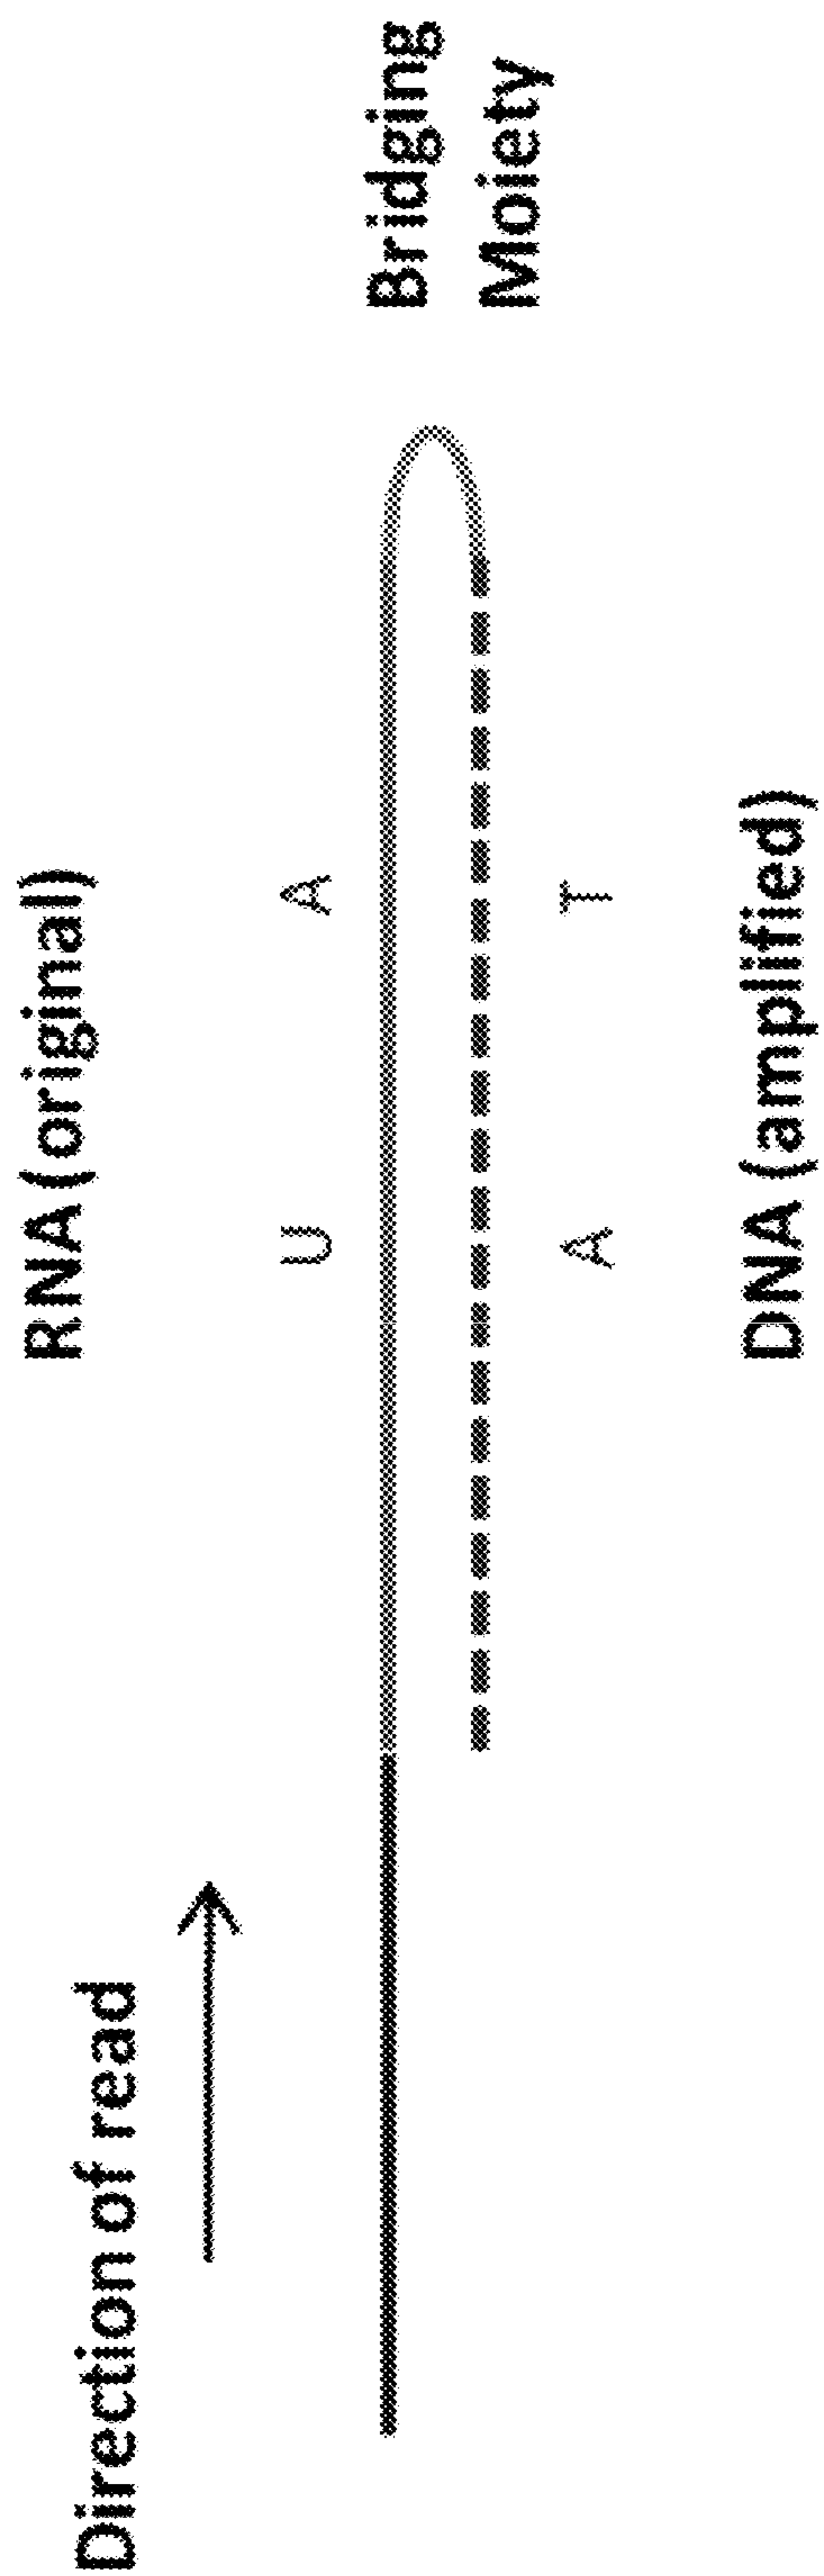 RNA (original)
Direction of read
U
A
Bridging
Moiety
A
T
DNA (amplified)